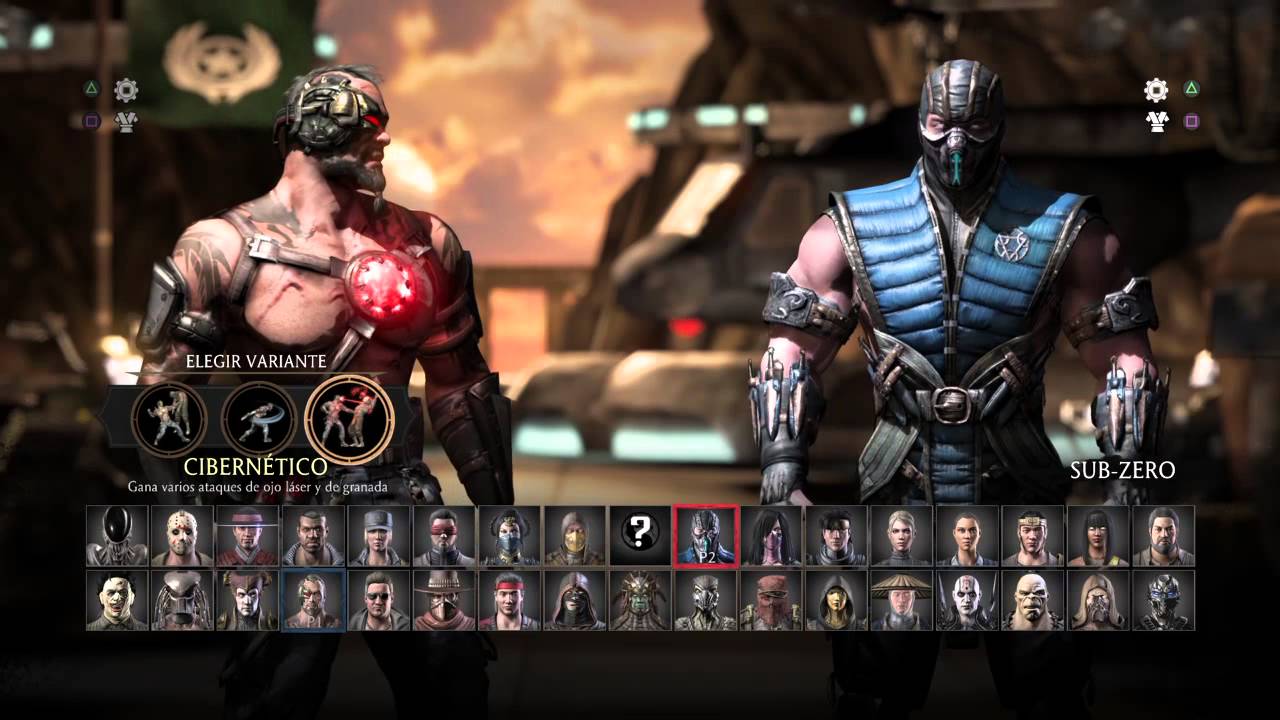 ELEGIR VARIANTE
CIBERNÉTICO
Gana varios ataques de ojo láser y de granada
SUB-ZERO
?
P2
P1